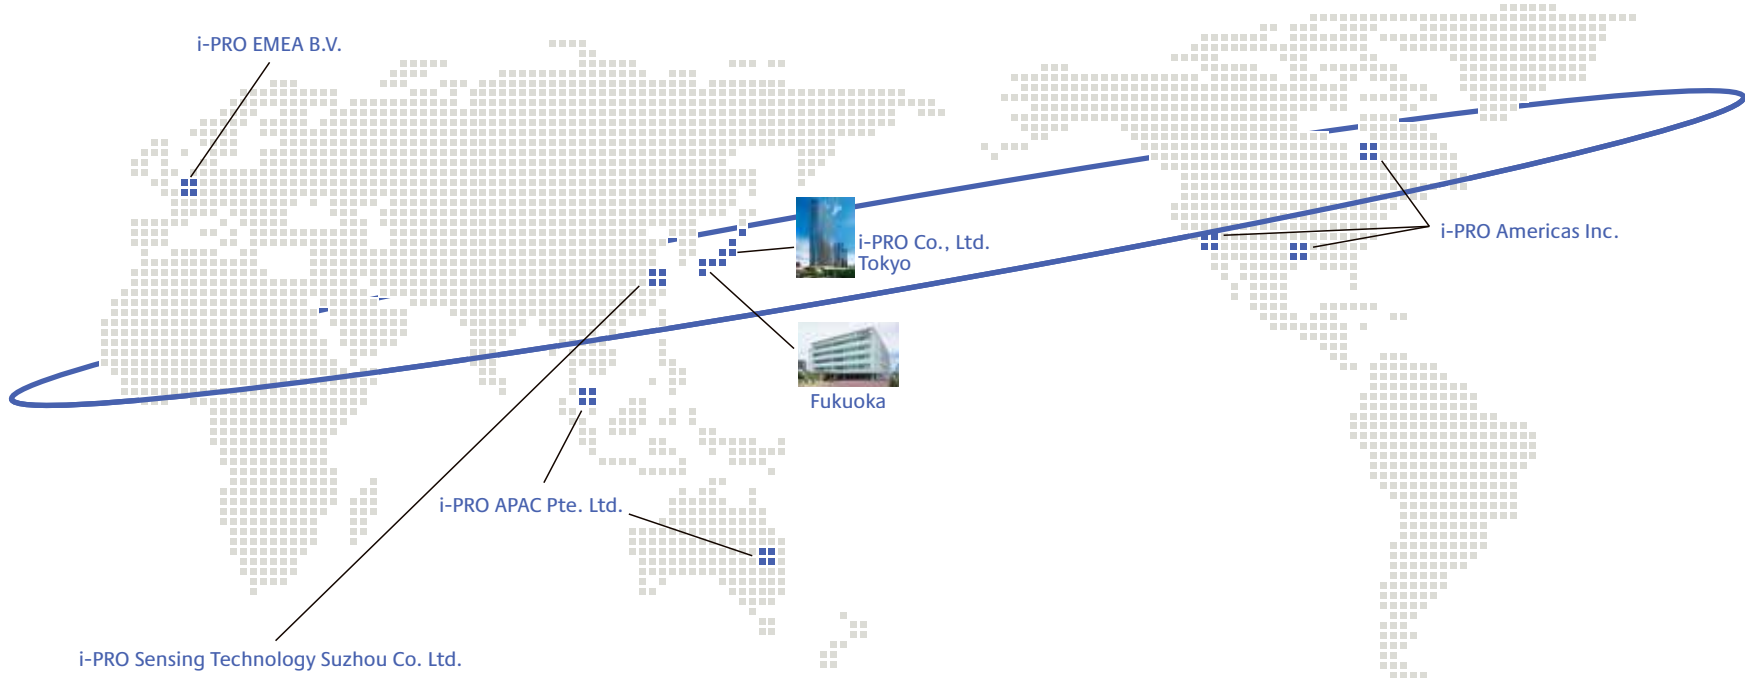 i-PRO EMEA B.V.
i-PRO Co., Ltd.
Tokyo
i-PRO Americas Inc.
Fukuoka
i-PRO APAC Pte. Ltd.
i-PRO Sensing Technology Suzhou Co. Ltd.